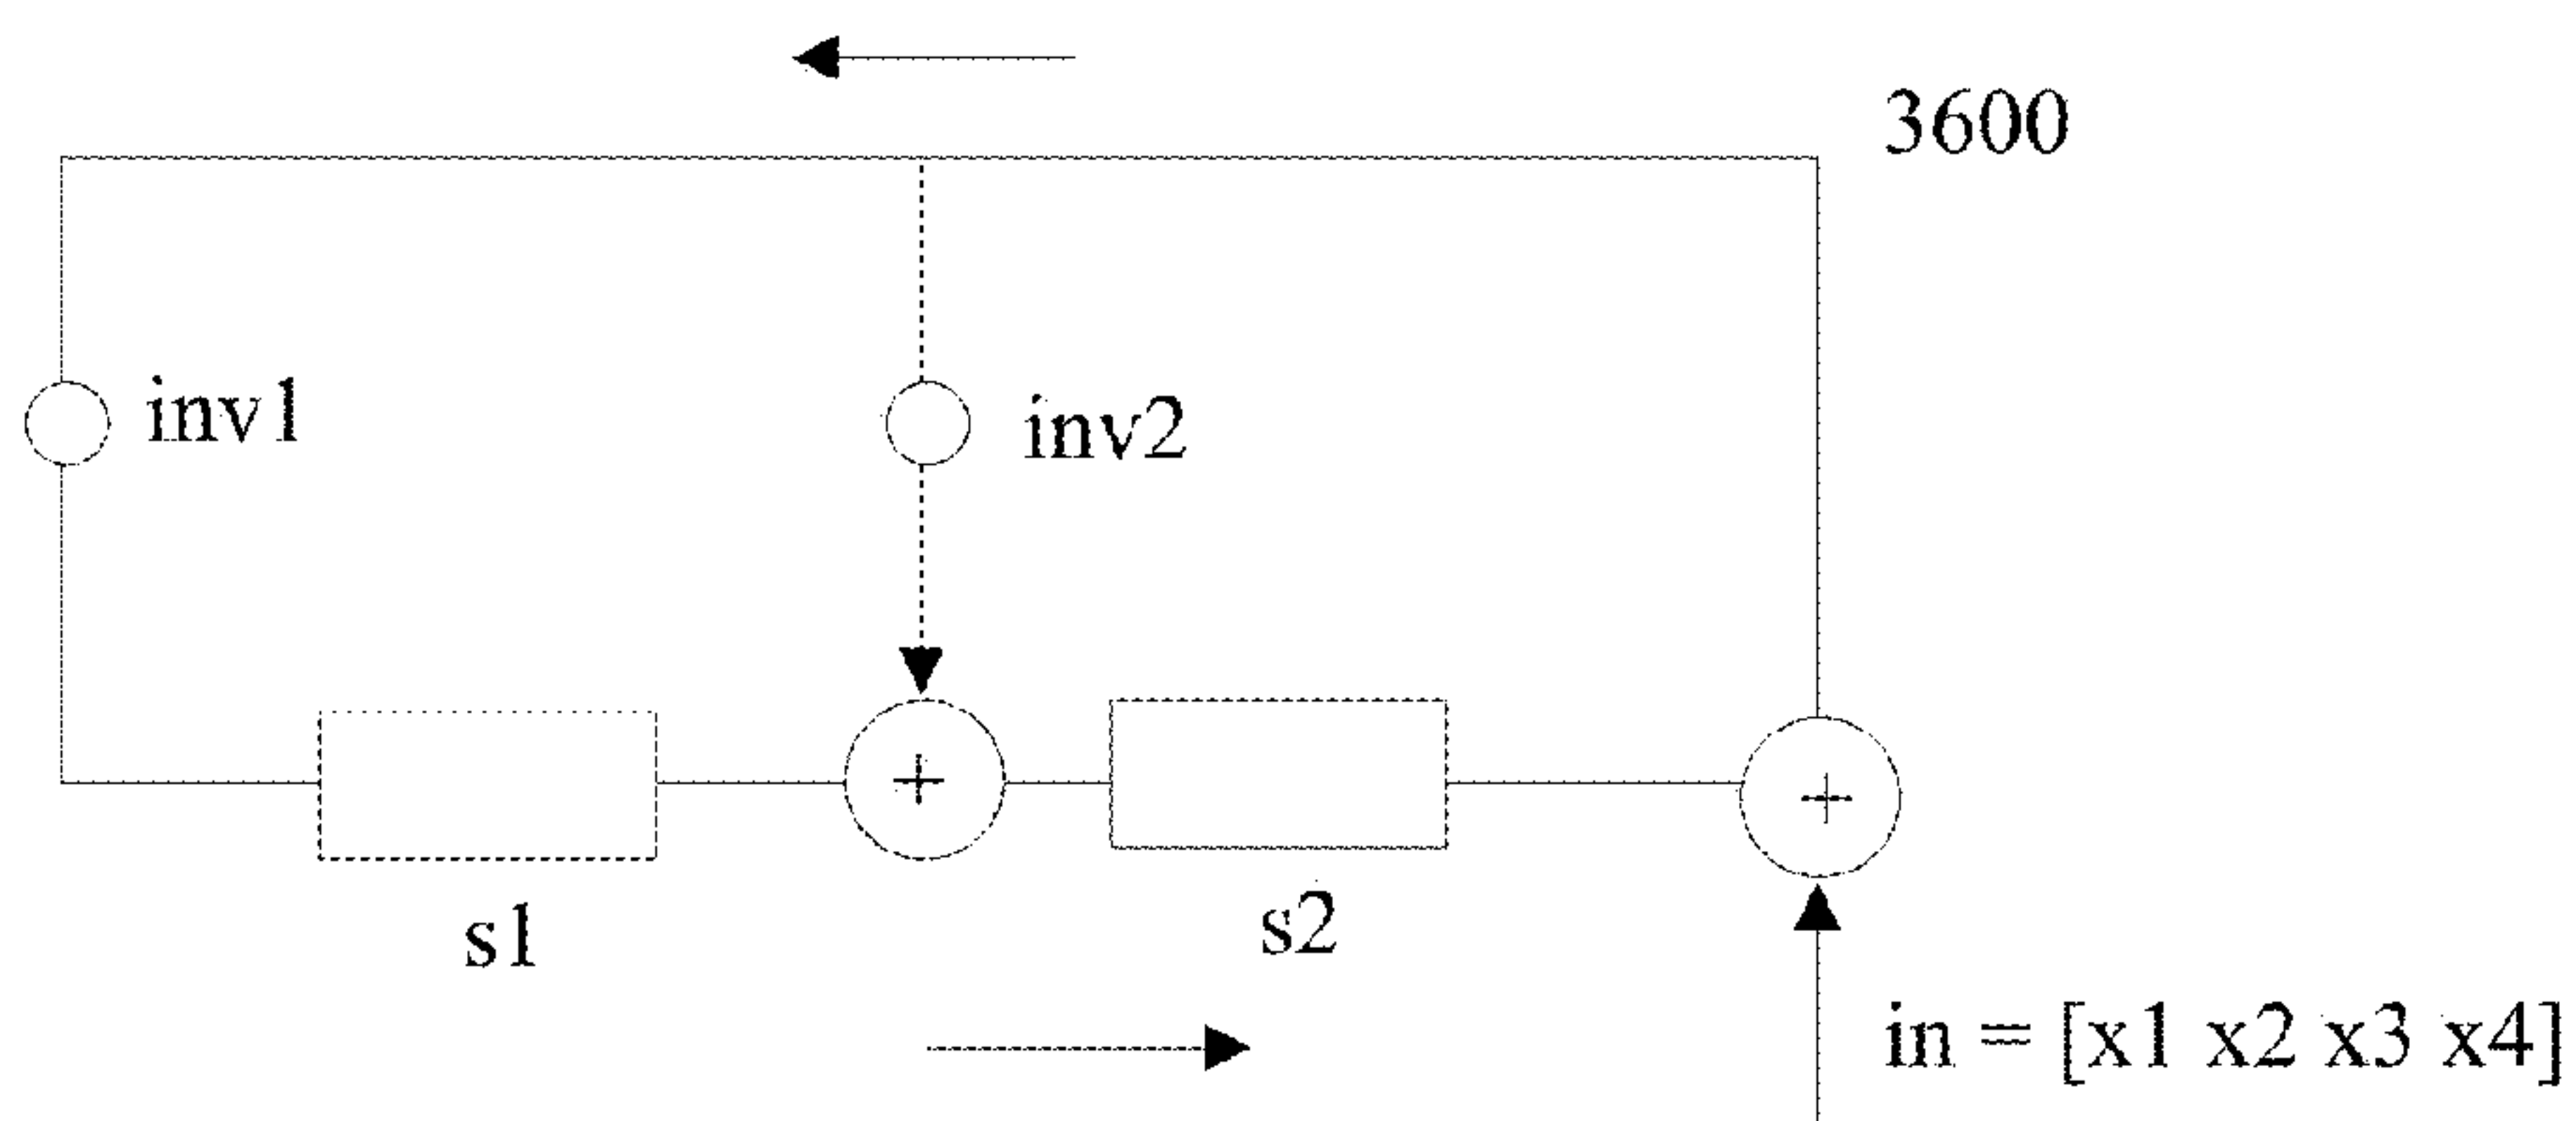 3600
inv1
inv2
+
+
s1
s2
in = [x1 x2 x3 x4]